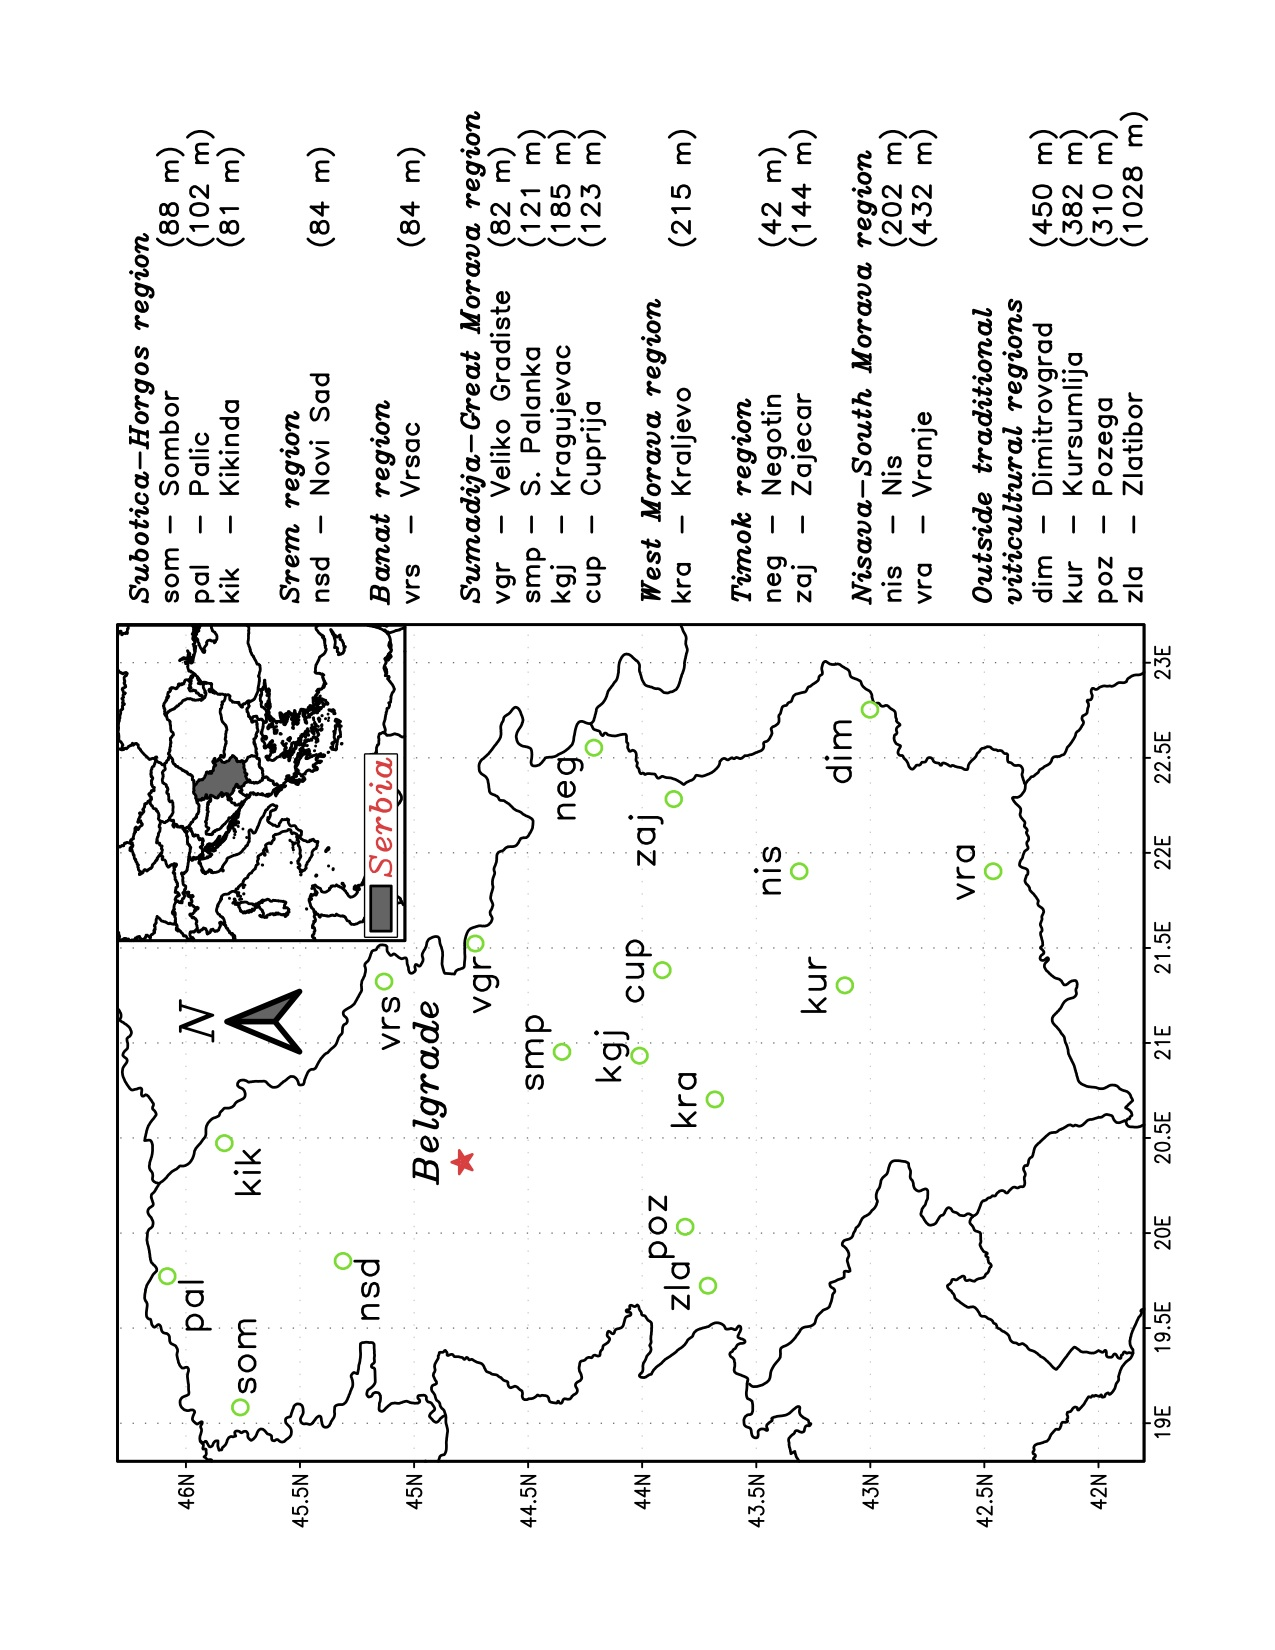 N
Serbia
pal
som
kik
nsd
vrs
Belgrade
vgr
smp
neg
cup
kgj
zaj
kra
poz
zla
nis
kur
dim
vra
46N
45.5N
45N
44.5N
44N
43.5N
43N
42.5N
42N
19E
19.5E
20E
20.5E
21E
21.5E
22E
22.5E
23E
Subotica-Horgos region
som - Sombor (88 m)
pal - Palic (102 m)
kik - Kikinda (81 m)
Srem region
nsd - Novi Sad (84 m)
Banat region
vrs - Vrsac (84 m)
Sumadija-Great Morava region
vgr - Veliko Gradiste (82 m)
smp - S. Palanka (121 m)
kgj - Kragujevac (185 m)
cup - Cuprija (123 m)
West Morava region
kra - Kraljevo (215 m)
Timok region
neg - Negotin (42 m)
zaj - Zajecar (144 m)
Nisava-South Morava region
nis - Nis (202 m)
vra - Vranje (432 m)
Outside traditional
viticultural regions
dim - Dimitrovgrad (450 m)
kur - Kursumlija (382 m)
poz - Pozega (310 m)
zla - Zlatibor (1028 m)